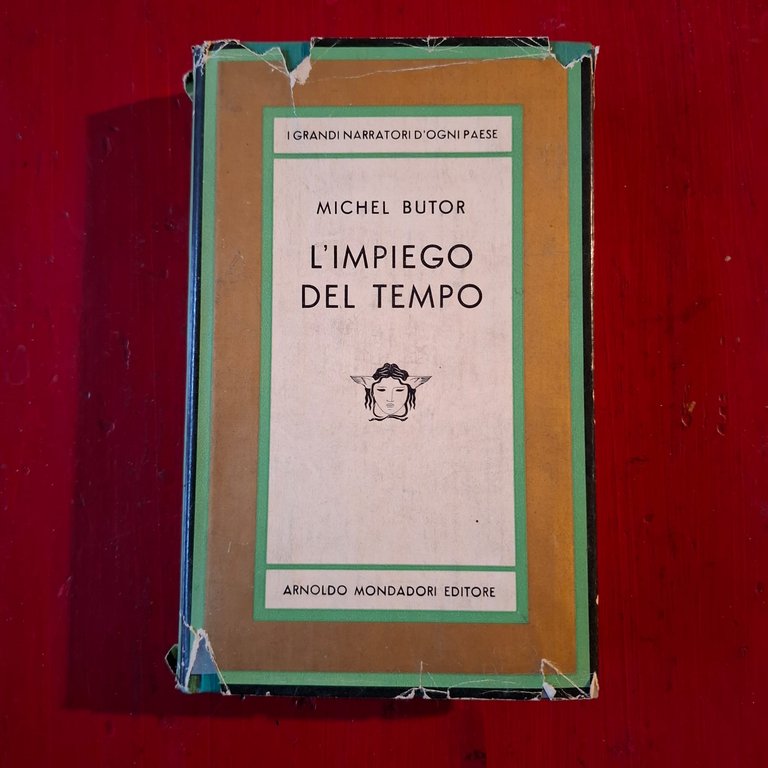 I GRANDI NARRATORI D'OGNI PAESE
MICHEL BUTOR
L'IMPIEGO
DEL TEMPO
ARNOLDO MONDADORI EDITORE